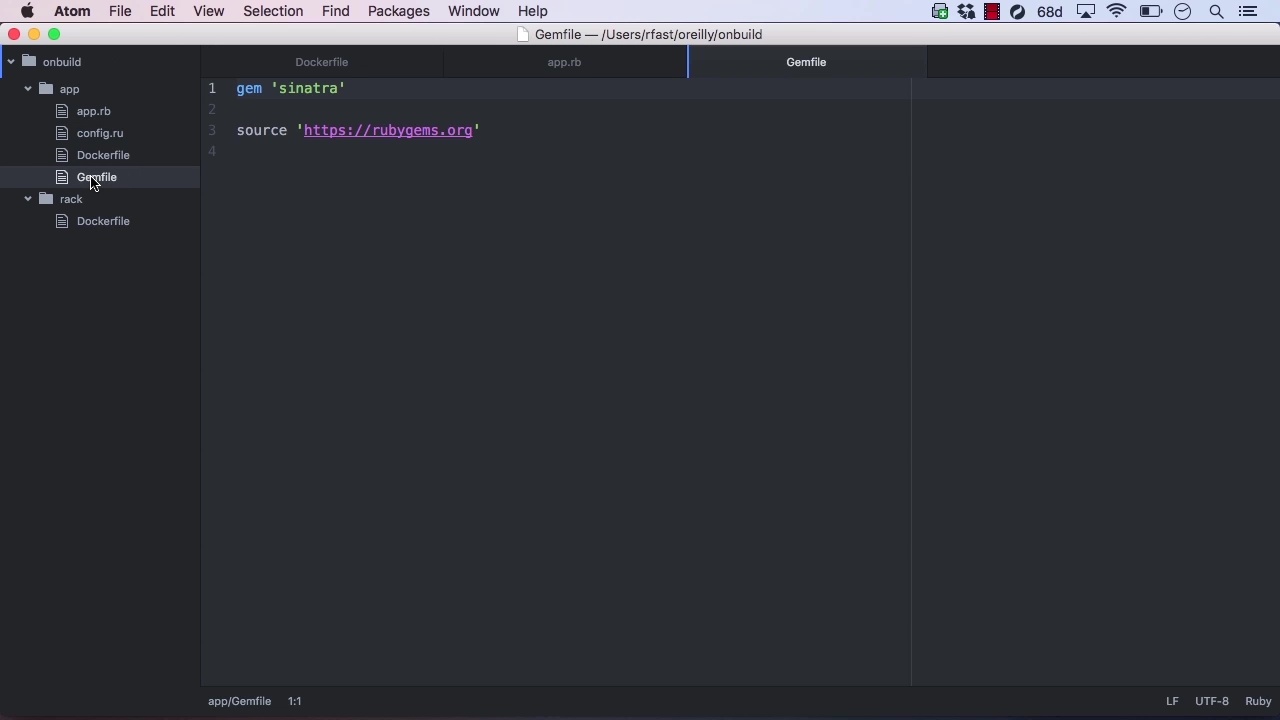 Atom File Edit View Selection Find Packages Window Help 68d
Gemfile — /Users/rfast/oreilly/onbuild
onbuild
app
app.rb
config.ru
Dockerfile
Gemfile
rack
Dockerfile
Dockerfile app.rb Gemfile
1 gem 'sinatra'
2
3 source 'https://rubygems.org'
4
app/Gemfile 1:1 LF UTF-8 Ruby